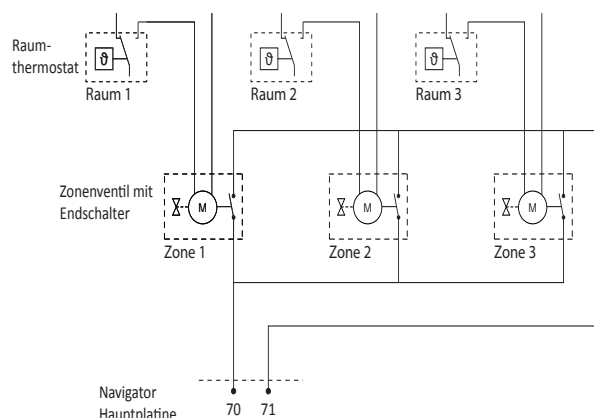 Raum-
thermostat
ϑ
ϑ
ϑ
Raum 1
Raum 2
Raum 3
Zonenventil mit
Endschalter
M
M
M
Zone 1
Zone 2
Zone 3
Navigator
Hauptplatine
70
71